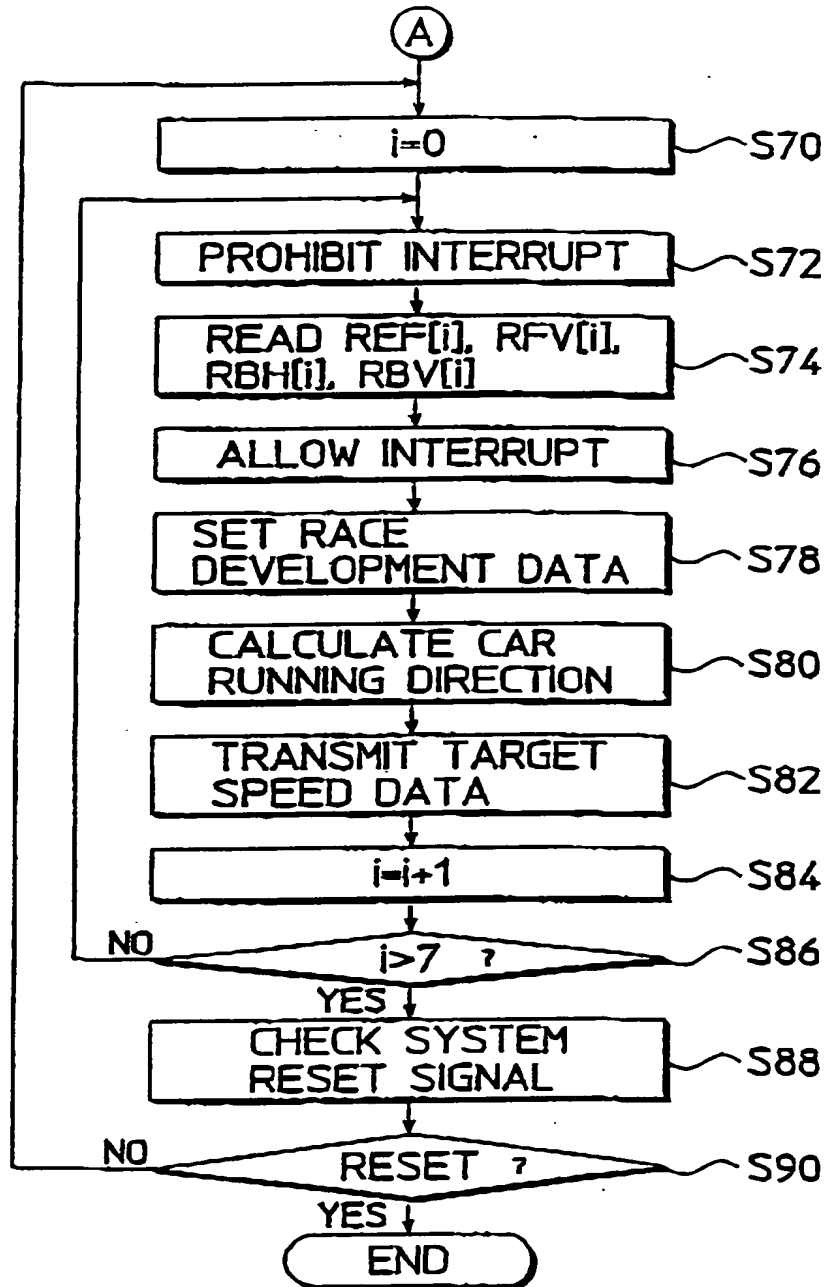 A
i=0
S70
PROHIBIT INTERRUPT
S72
READ REF[i], RFV[i],
RBH[i], RBV[i]
S74
ALLOW INTERRUPT
S76
SET RACE
DEVELOPMENT DATA
S78
CALCULATE CAR
RUNNING DIRECTION
S80
TRANSMIT TARGET
SPEED DATA
S82
i=i+1
S84
NO
i>7 ?
S86
YES
CHECK SYSTEM
RESET SIGNAL
S88
NO
RESET ?
S90
YES
END